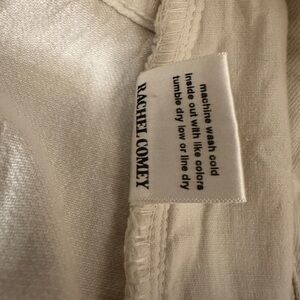 machine wash cold
inside out with like colors
tumble dry low or line dry
RACHEL COMEY